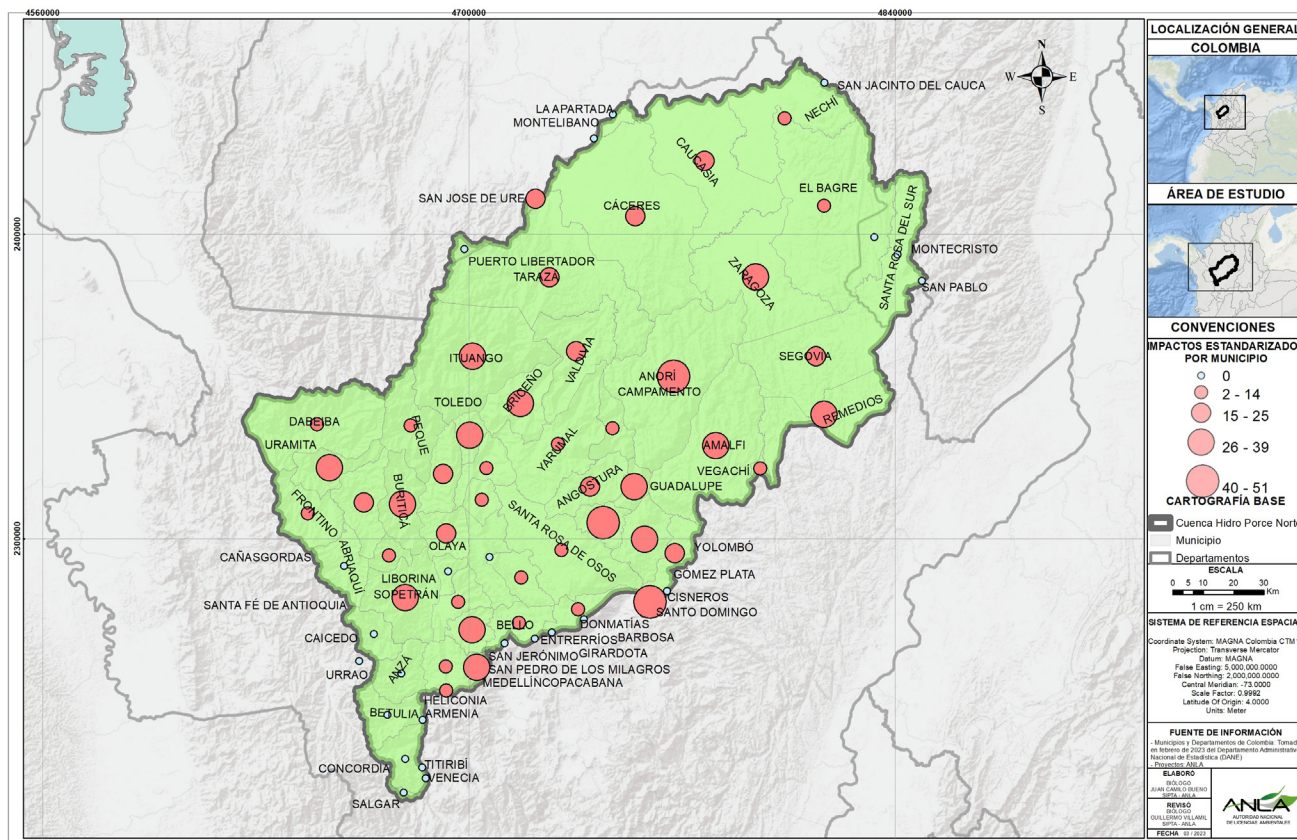 4560000
4700000
4840000
2400000
2300000
N
W E
S
SAN JACINTO DEL CAUCA
LA APARTADA
MONTELIBANO
NECHÍ
CAUCASIA
SAN JOSE DE URE
CÁCERES
EL BAGRE
SANTA ROSA DEL SUR
MONTECRISTO
PUERTO LIBERTADOR
TARAZÁ
ZARAGOZA
SAN PABLO
ITUANGO
VALDIVIA
SEGOVIA
ANORÍ
CAMPAMENTO
BRICEÑO
TOLEDO
REMEDIOS
DABEIBA
PEQUE
URAMITA
YARUMAL
AMALFI
VEGACHÍ
BURITICÁ
ANGOSTURA
GUADALUPE
FRONTINO
SANTA ROSA DE OSOS
OLAYA
YOLOMBÓ
CAÑASGORDAS
ABRIAQUÍ
LIBORINA
GÓMEZ PLATA
SOPETRÁN
CISNEROS
SANTA FÉ DE ANTIOQUIA
SANTO DOMINGO
BELLO
DONMATÍAS
CAICEDO
ENTRERRÍOS
BARBOSA
GIRARDOTA
SAN JERÓNIMO
URRAO
ANZÁ
SAN PEDRO DE LOS MILAGROS
MEDELLÍN
COPACABANA
HELICONIA
BETULIA
ARMENIA
CONCORDIA
TITIRIBÍ
VENECIA
SALGAR
LOCALIZACIÓN GENERAL
COLOMBIA
ÁREA DE ESTUDIO
CONVENCIONES
IMPACTOS ESTANDARIZADO
POR MUNICIPIO
0
2 - 14
15 - 25
26 - 39
40 - 51
CARTOGRAFÍA BASE
Cuenca Hidro Porce Norte
Municipio
Departamentos
ESCALA
0 5 10 20 30
Km
1 cm = 250 km
SISTEMA DE REFERENCIA ESPACIA
Coordinate System: MAGNA Colombia CTM
Projection: Transverse Mercator
Datum: MAGNA
False Easting: 5,000,000.0000
False Northing: 2,000,000.0000
Central Meridian: -73.0000
Scale Factor: 0.9992
Latitude Of Origin: 4.0000
Units: Meter
FUENTE DE INFORMACIÓN
- Municipios y Departamentos de Colombia: Tomad
en febrero de 2023 del Departamento Administrativo
Nacional de Estadística (DANE)
- Proyectos: ANLA
ELABORÓ
BIÓLOGO
JUAN CAMILO BUENO
SIPTA - ANLA
REVISÓ
BIÓLOGO
GUILLERMO VILLAMIL
SIPTA - ANLA
FECHA 03 / 2023
ANLA
AUTORIDAD NACIONAL
DE LICENCIAS AMBIENTALES